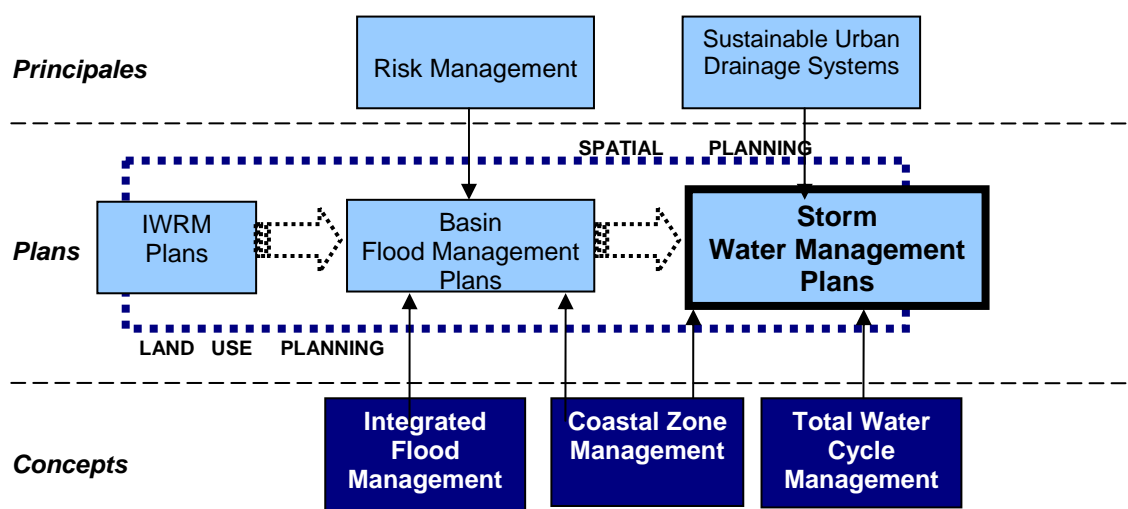 Principales
Risk Management
Sustainable Urban
Drainage Systems
SPATIAL PLANNING
Plans
IWRM
Plans
Basin
Flood Management
Plans
Storm
Water Management
Plans
LAND USE PLANNING
Concepts
Integrated
Flood
Management
Coastal Zone
Management
Total Water
Cycle
Management